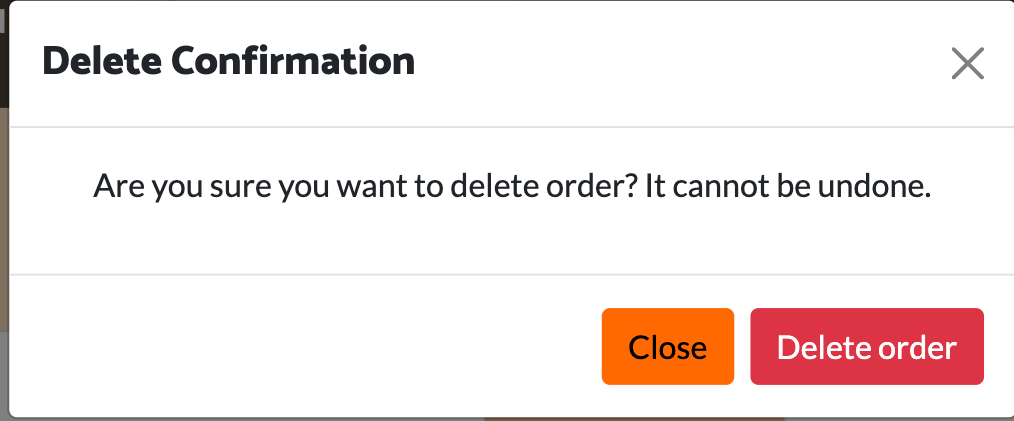 Delete Confirmation
Are you sure you want to delete order? It cannot be undone.
Close
Delete order